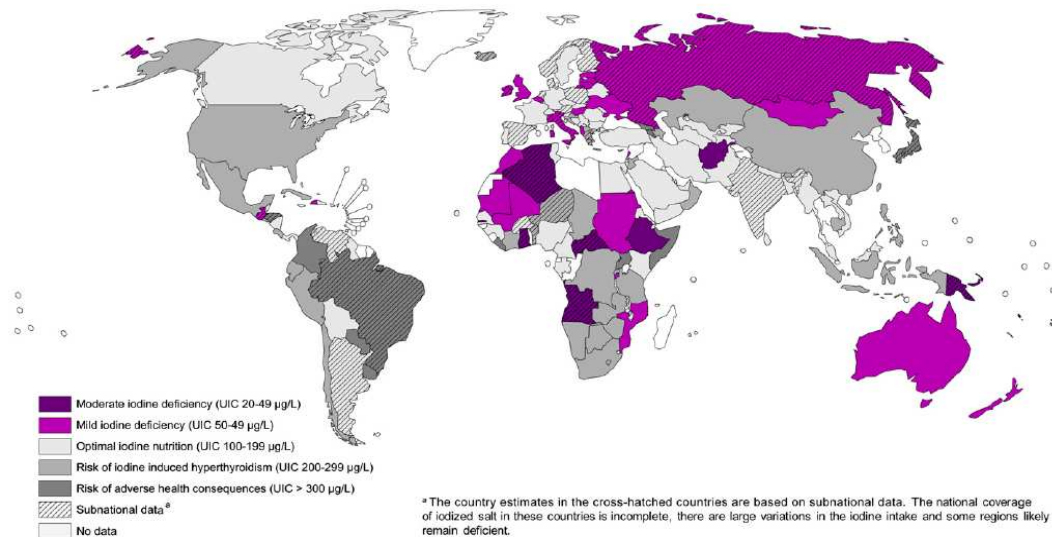 Moderate iodine deficiency (UIC 20-49 µg/L)
Mild iodine deficiency (UIC 50-49 µg/L)
Optimal iodine nutrition (UIC 100-199 µg/L)
Risk of iodine induced hyperthyroidism (UIC 200-299 µg/L)
Risk of adverse health consequences (UIC > 300 µg/L)
Subnational data a
No data
a The country estimates in the cross-hatched countries are based on subnational data. The national coverage
of iodized salt in these countries is incomplete, there are large variations in the iodine intake and some regions likely
remain deficient.